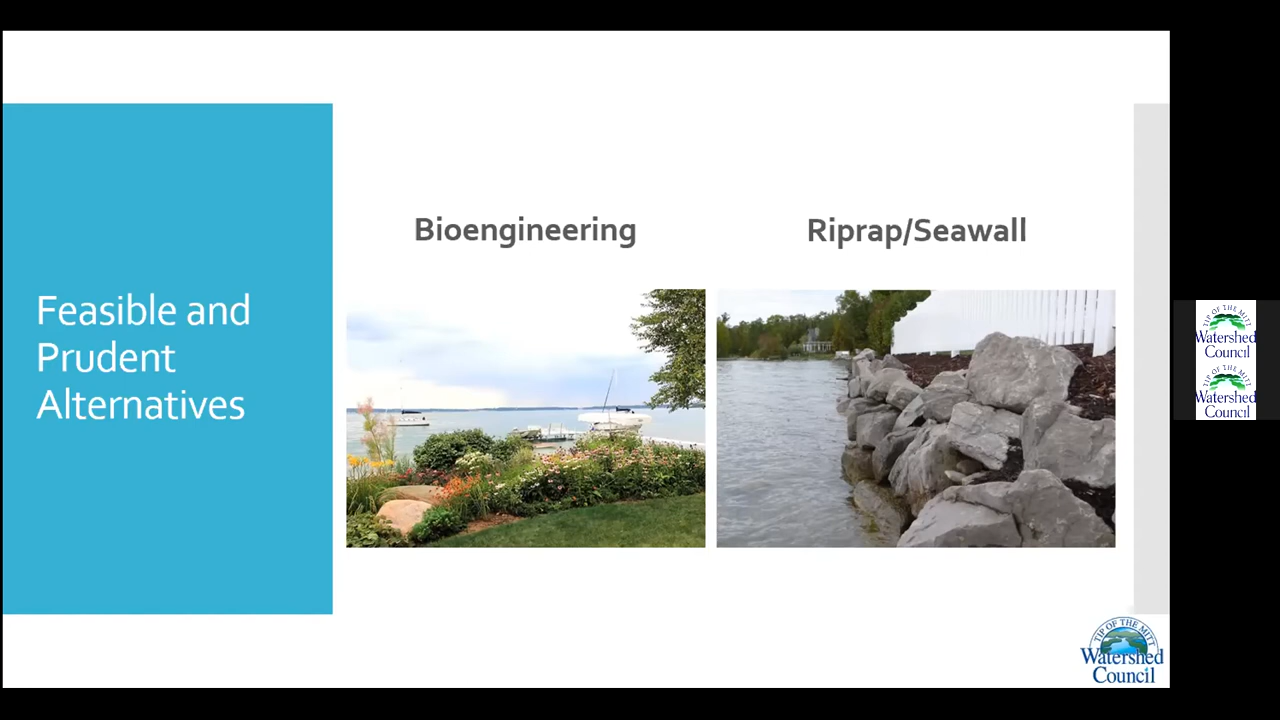 Feasible and
Prudent
Alternatives
Bioengineering
Riprap/Seawall
TIP OF THE MITT
Watershed
Council
TIP OF THE MITT
Watershed
Council
TIP OF THE MITT
Watershed
Council